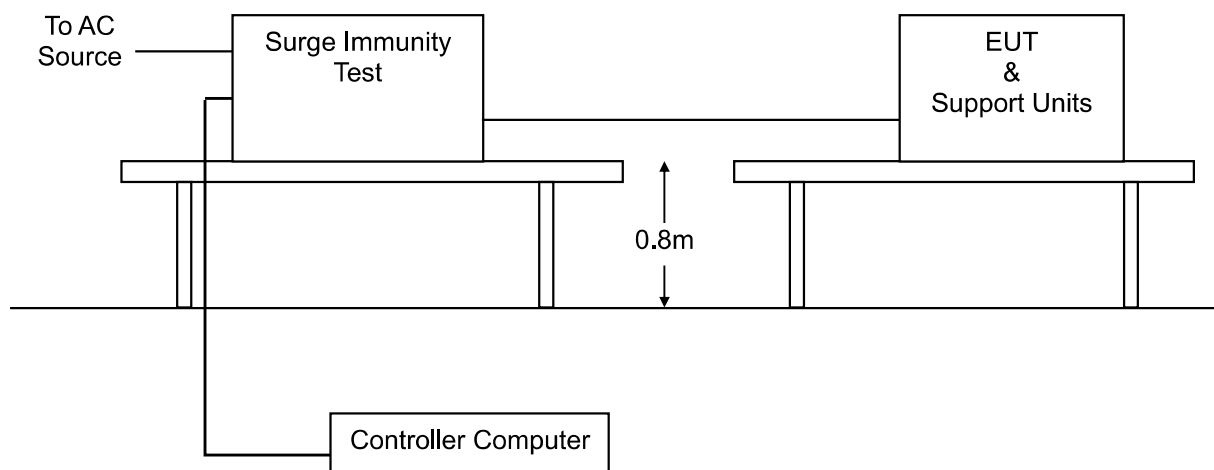 To AC
Source
Surge Immunity
Test
EUT
&
Support Units
0.8m
Controller Computer